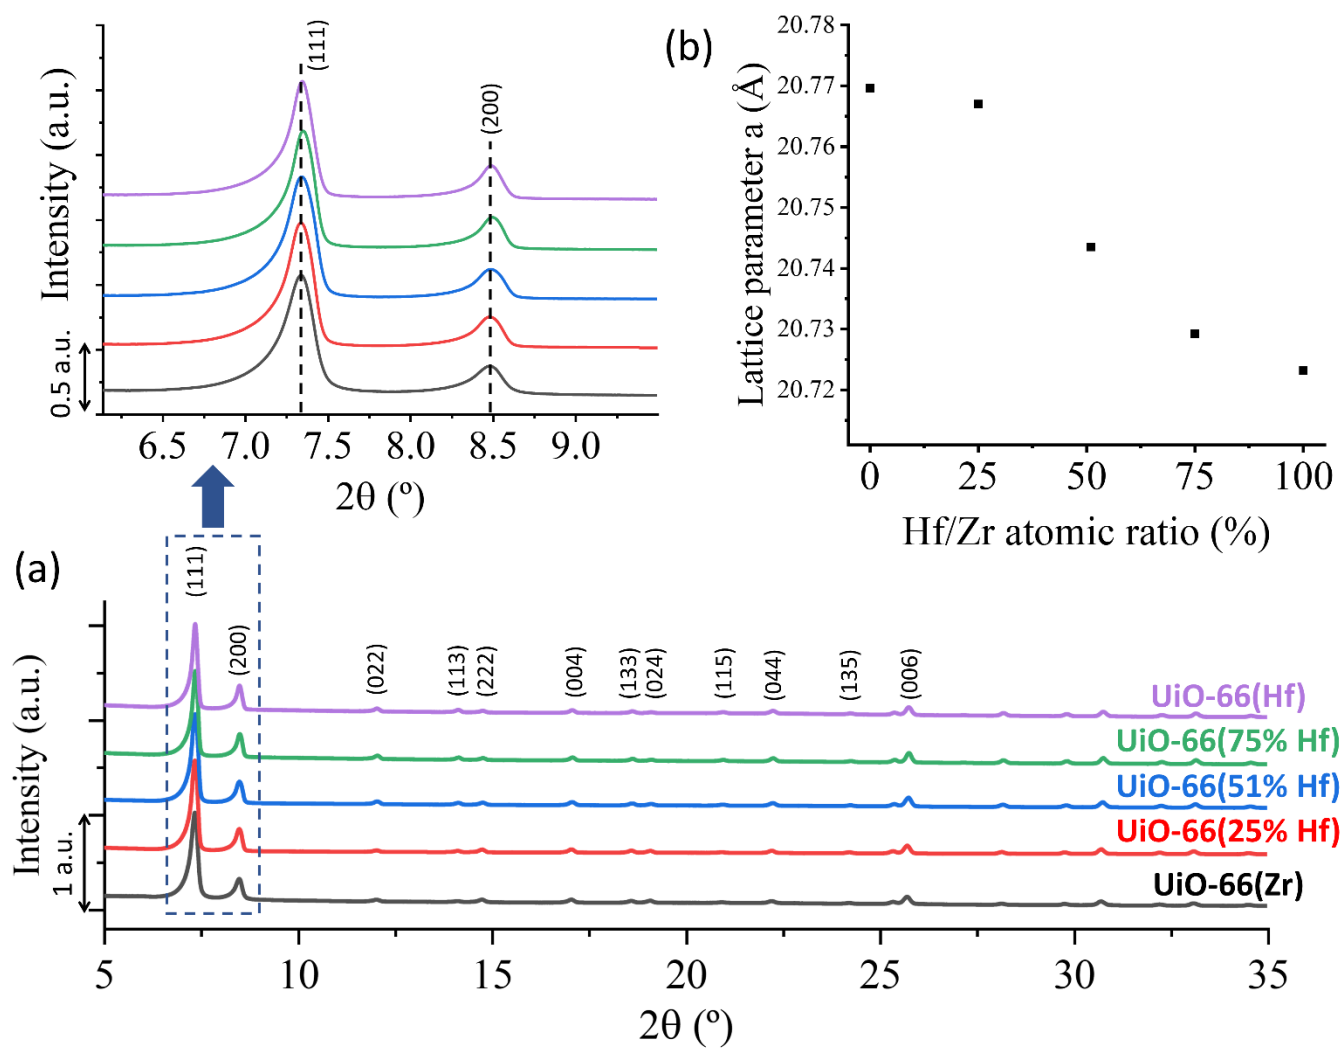 (111)
(200)
Intensity (a.u.)
0.5 a.u.
6.5 7.0 7.5 8.0 8.5 9.0
2θ (º)
(b)
20.78
20.77
20.76
20.75
20.74
20.73
20.72
Lattice parameter a (Å)
0 25 50 75 100
Hf/Zr atomic ratio (%)
(a)
(111)
(200)
(022)
(113)
(222)
(004)
(133)
(024)
(115)
(044)
(135)
(006)
UiO-66(Hf)
UiO-66(75% Hf)
UiO-66(51% Hf)
UiO-66(25% Hf)
UiO-66(Zr)
Intensity (a.u.)
1 a.u.
5 10 15 20 25 30 35
2θ (º)